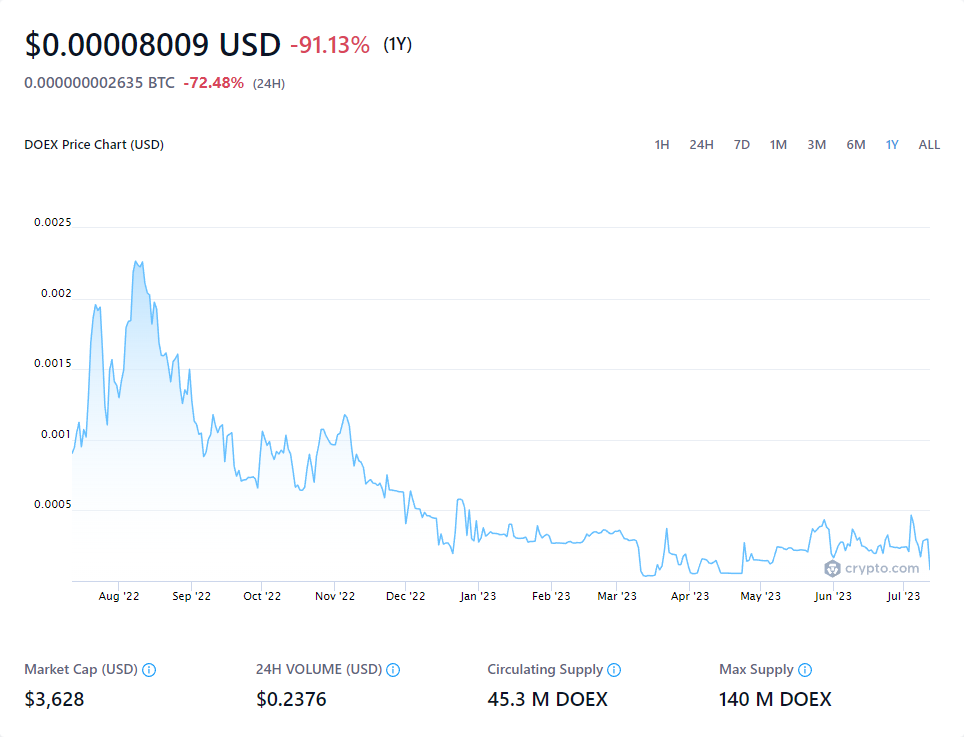 $0.00008009 USD -91.13% (1Y)
0.000000002635 BTC -72.48% (24H)
DOEX Price Chart (USD) 1H 24H 7D 1M 3M 6M 1Y ALL
0.0025
0.002
0.0015
0.001
0.0005
crypto.com
Aug '22 Sep '22 Oct '22 Nov '22 Dec '22 Jan '23 Feb '23 Mar '23 Apr '23 May '23 Jun '23 Jul '23
Market Cap (USD) 24H VOLUME (USD) Circulating Supply Max Supply
$3,628 $0.2376 45.3 M DOEX 140 M DOEX